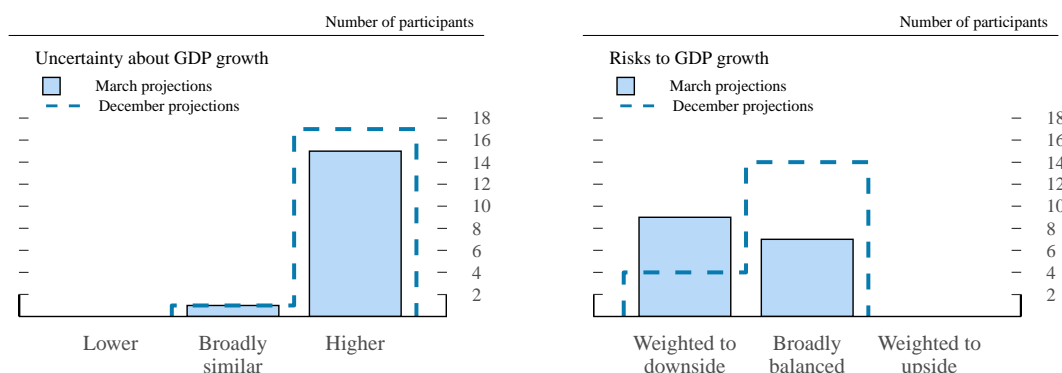 Number of participants
Uncertainty about GDP growth
March projections
December projections
18
16
14
12
10
8
6
4
2
Lower
Broadly
similar
Higher
Number of participants
Risks to GDP growth
March projections
December projections
18
16
14
12
10
8
6
4
2
Weighted to
downside
Broadly
balanced
Weighted to
upside